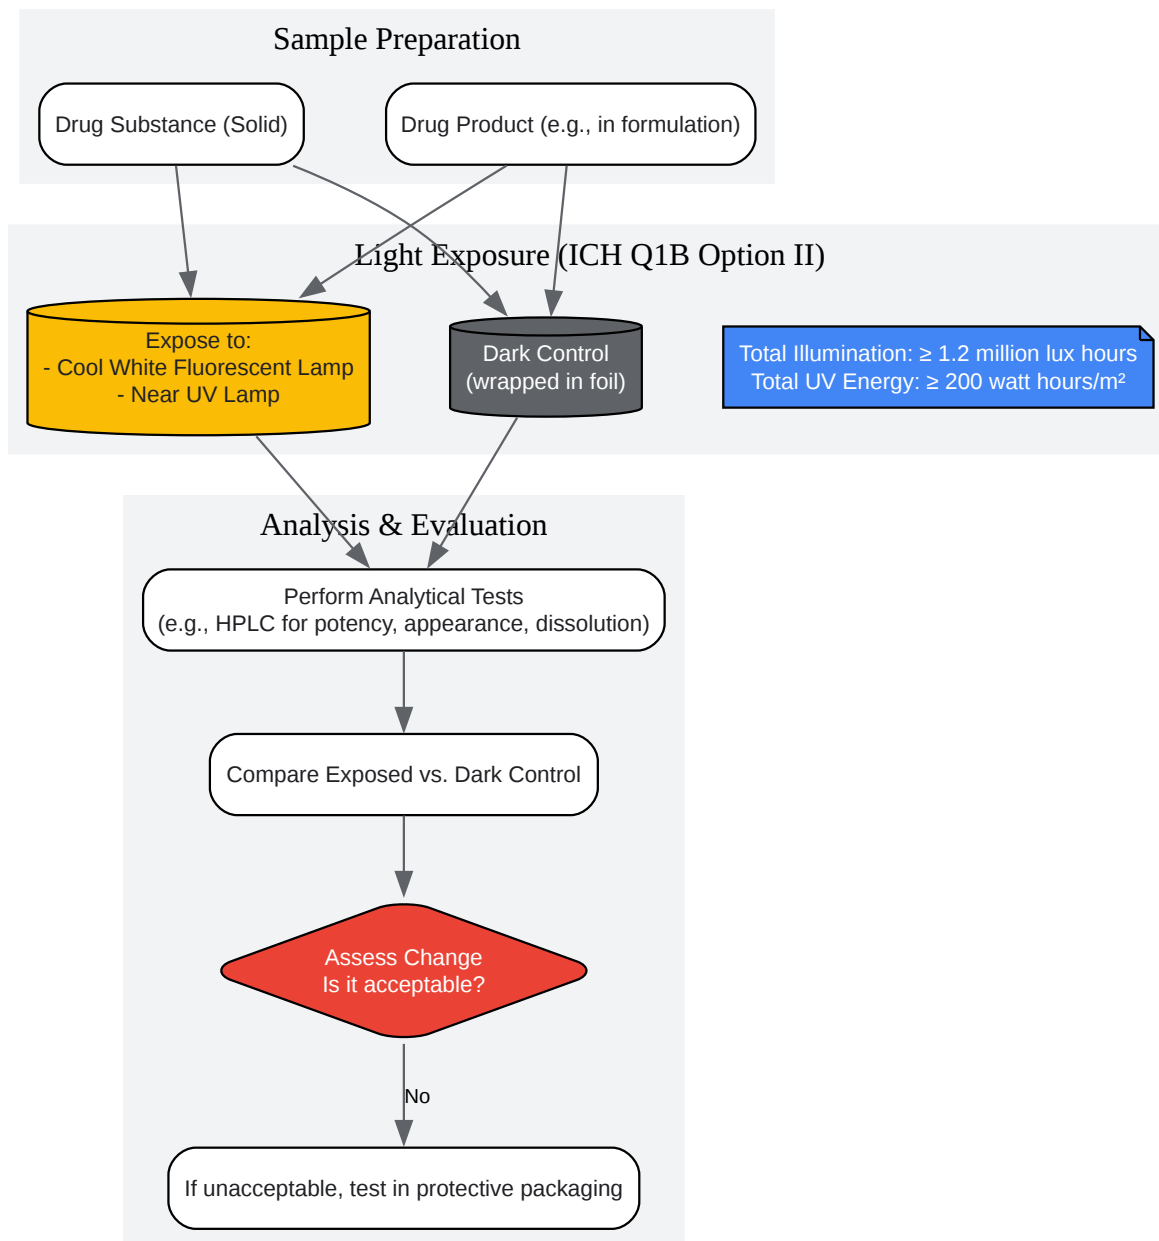 Sample Preparation
Drug Substance (Solid)
Drug Product (e.g., in formulation)
Light Exposure (ICH Q1B Option II)
Expose to:
- Cool White Fluorescent Lamp
- Near UV Lamp
Dark Control
(wrapped in foil)
Total Illumination: ≥ 1.2 million lux hours
Total UV Energy: ≥ 200 watt hours/m²
Analysis & Evaluation
Perform Analytical Tests
(e.g., HPLC for potency, appearance, dissolution)
Compare Exposed vs. Dark Control
Assess Change
Is it acceptable?
No
If unacceptable, test in protective packaging